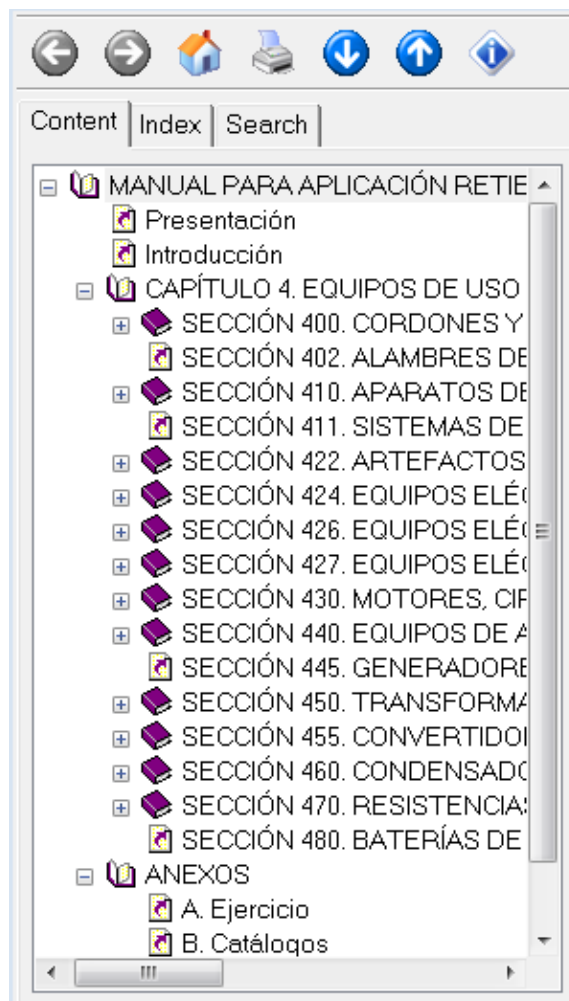 Content Index Search
MANUAL PARA APLICACIÓN RETIE
Presentación
Introducción
CAPÍTULO 4. EQUIPOS DE USO
SECCIÓN 400. CORDONES Y
SECCIÓN 402. ALAMBRES DE
SECCIÓN 410. APARATOS DE
SECCIÓN 411. SISTEMAS DE
SECCIÓN 422. ARTEFACTOS
SECCIÓN 424. EQUIPOS ELÉC
SECCIÓN 426. EQUIPOS ELÉC
SECCIÓN 427. EQUIPOS ELÉC
SECCIÓN 430. MOTORES, CIR
SECCIÓN 440. EQUIPOS DE A
SECCIÓN 445. GENERADORE
SECCIÓN 450. TRANSFORMA
SECCIÓN 455. CONVERTIDO
SECCIÓN 460. CONDENSADO
SECCIÓN 470. RESISTENCIAS
SECCIÓN 480. BATERÍAS DE
ANEXOS
A. Ejercicio
B. Catálogos